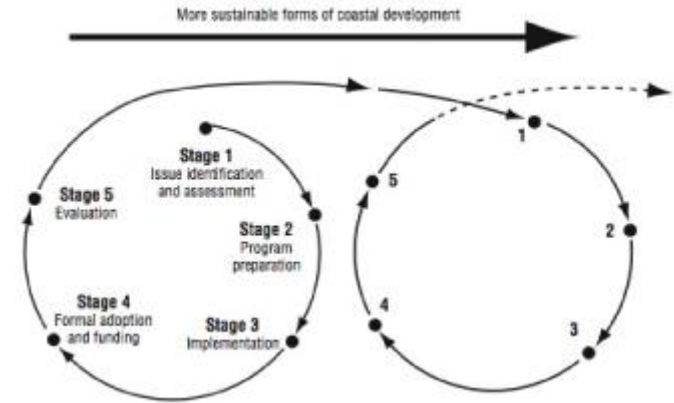 More sustainable forms of coastal development
Stage 1
Issue identification
and assessment
Stage 2
Program
preparation
Stage 3
Implementation
Stage 4
Formal adoption
and funding
Stage 5
Evaluation
1
2
3
4
5